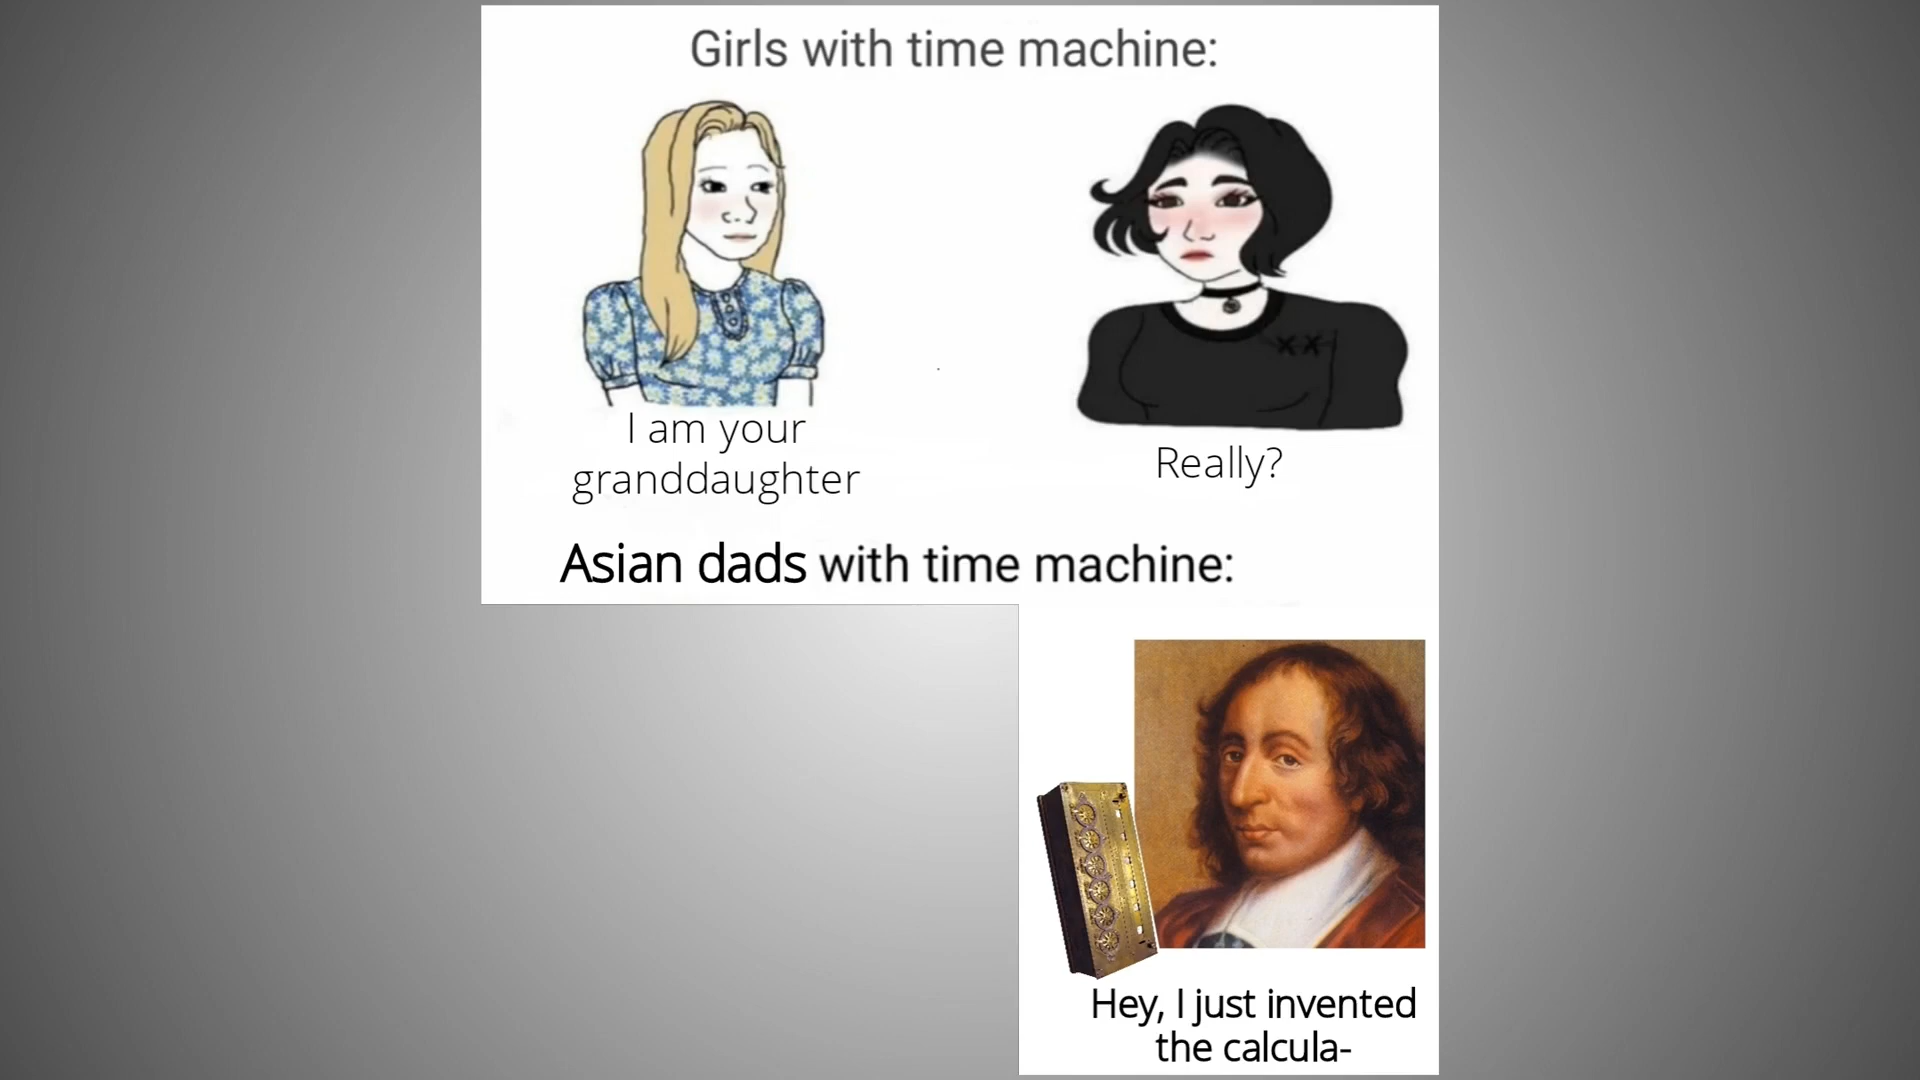 Girls with time machine:
I am your
granddaughter
Really?
Asian dads with time machine:
Hey, I just invented
the calcula-